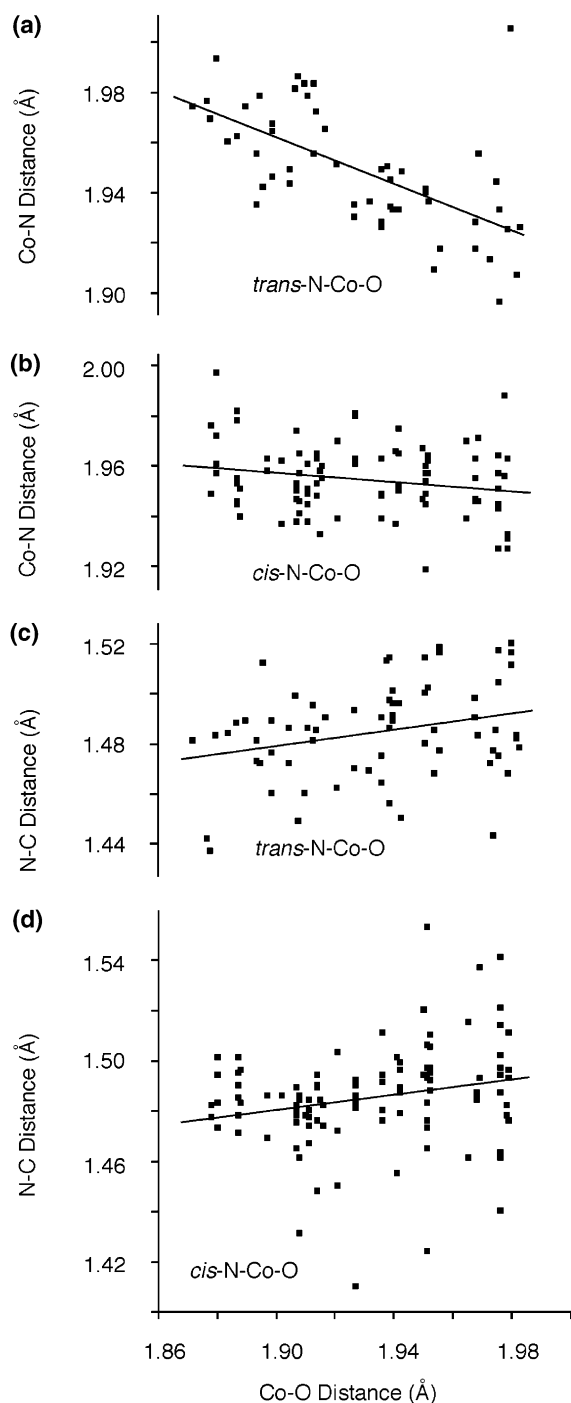 (a)
1.98
1.94
1.90
Co-N Distance (Å)
trans-N-Co-O
(b)
2.00
1.96
1.92
Co-N Distance (Å)
cis-N-Co-O
(c)
1.52
1.48
1.44
N-C Distance (Å)
trans-N-Co-O
(d)
1.54
1.50
1.46
1.42
N-C Distance (Å)
cis-N-Co-O
1.86 1.90 1.94 1.98
Co-O Distance (Å)